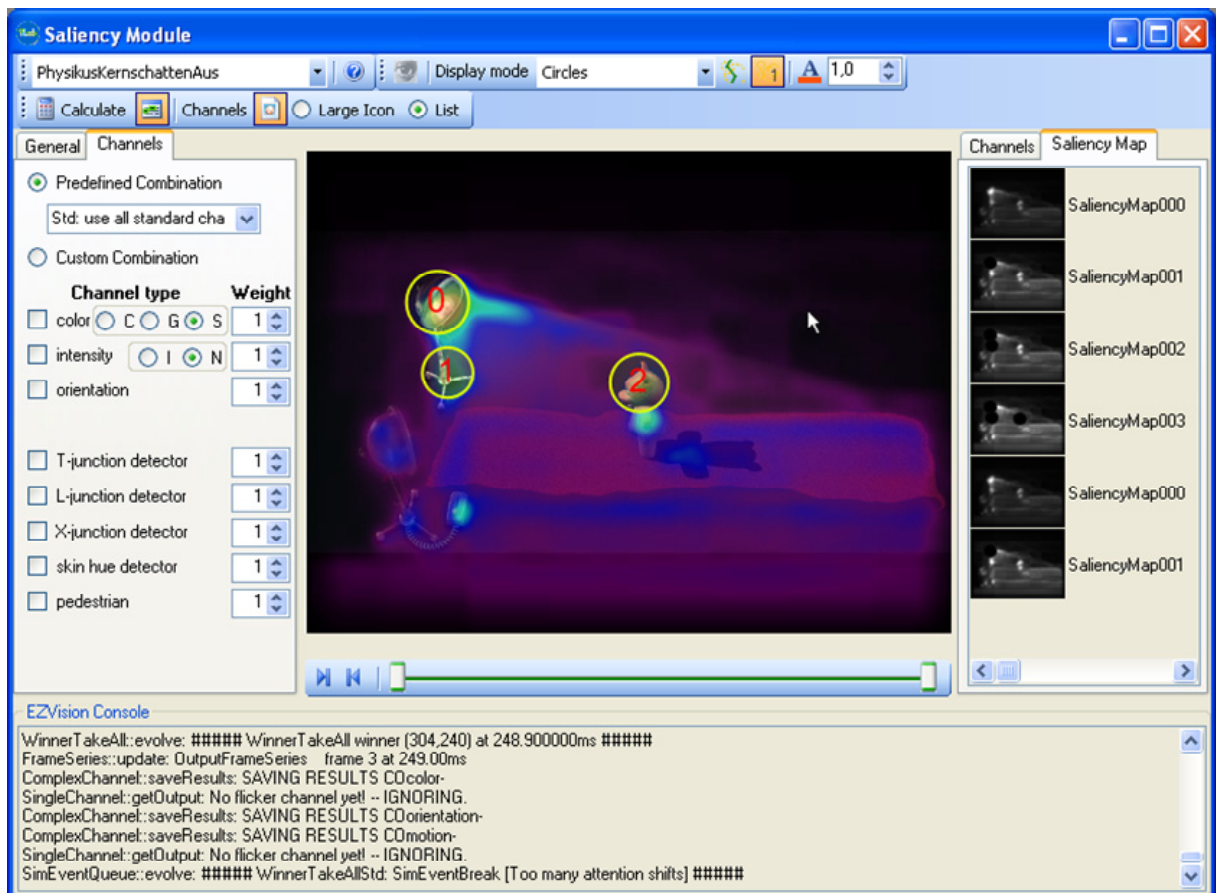 Saliency Module
PhysikusKernschattenAus Display mode Circles 1 A 1,0
Calculate Channels Large Icon List
General Channels
Predefined Combination
Std: use all standard cha
Custom Combination
Channel type Weight
color C G S 1
intensity I N 1
orientation 1
T-junction detector 1
L-junction detector 1
X-junction detector 1
skin hue detector 1
pedestrian 1
0
1
2
Channels Saliency Map
SaliencyMap000
SaliencyMap001
SaliencyMap002
SaliencyMap003
SaliencyMap000
SaliencyMap001
EZVision Console
WinnerTakeAll::evolve: ##### WinnerTakeAll winner (304,240) at 248.900000ms #####
FrameSeries::update: OutputFrameSeries frame 3 at 249.00ms
ComplexChannel::saveResults: SAVING RESULTS COcolor-
SingleChannel::getOutput: No flicker channel yet! -- IGNORING.
ComplexChannel::saveResults: SAVING RESULTS COorientation-
ComplexChannel::saveResults: SAVING RESULTS COmotion-
SingleChannel::getOutput: No flicker channel yet! -- IGNORING.
SimEventQueue::evolve: ##### WinnerTakeAllStd: SimEventBreak [Too many attention shifts] #####